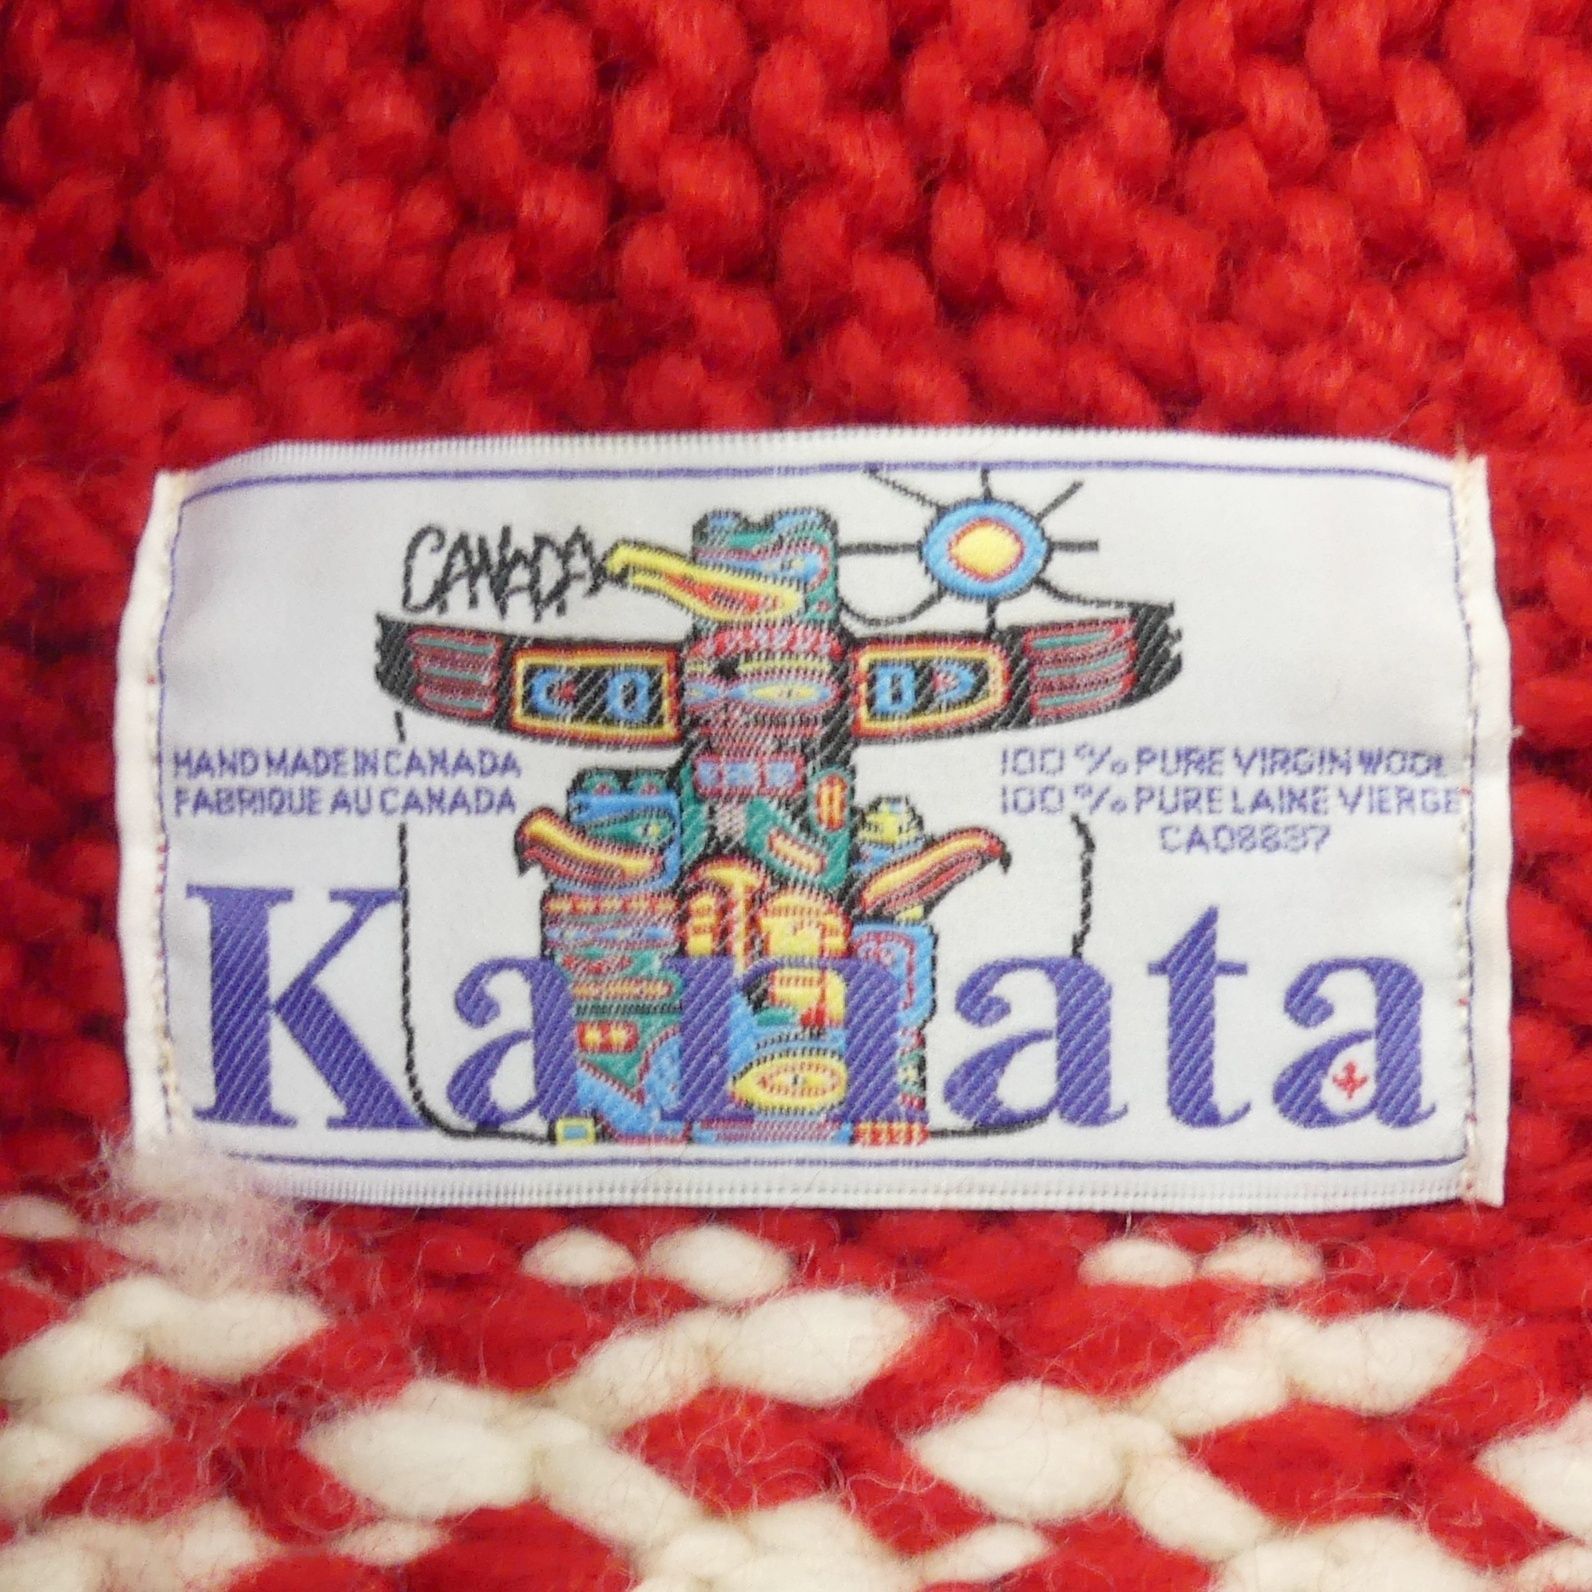 CANADA
HAND MADE IN CANADA
FABRIQUE AU CANADA
100% PURE VIRGIN WOOL
100% PURE LAINE VIERGE
CA08837
Kanata